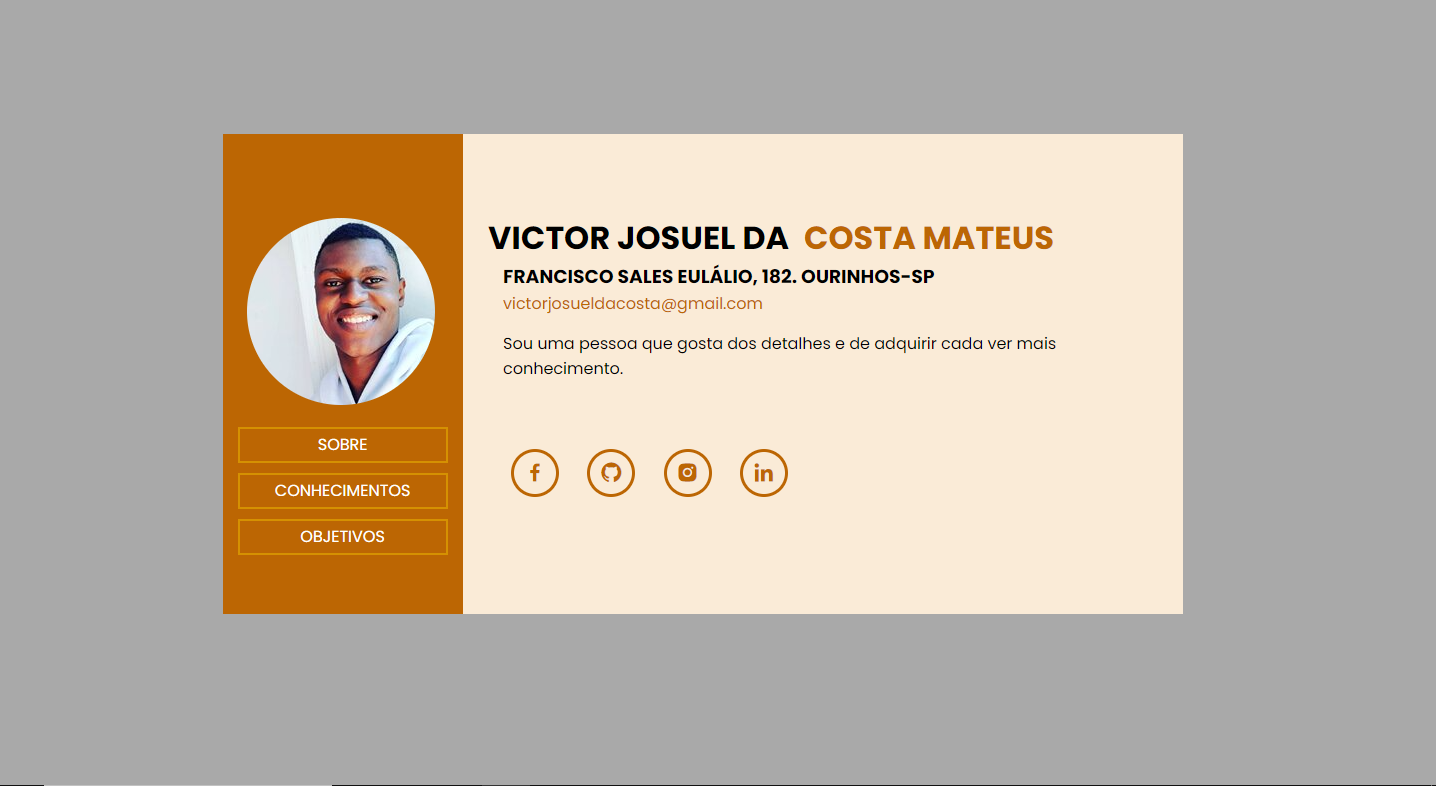 VICTOR JOSUEL DA COSTA MATEUS
FRANCISCO SALES EULÁLIO, 182. OURINHOS-SP
victorjosueldacosta@gmail.com
Sou uma pessoa que gosta dos detalhes e de adquirir cada ver mais
conhecimento.
SOBRE
CONHECIMENTOS
OBJETIVOS